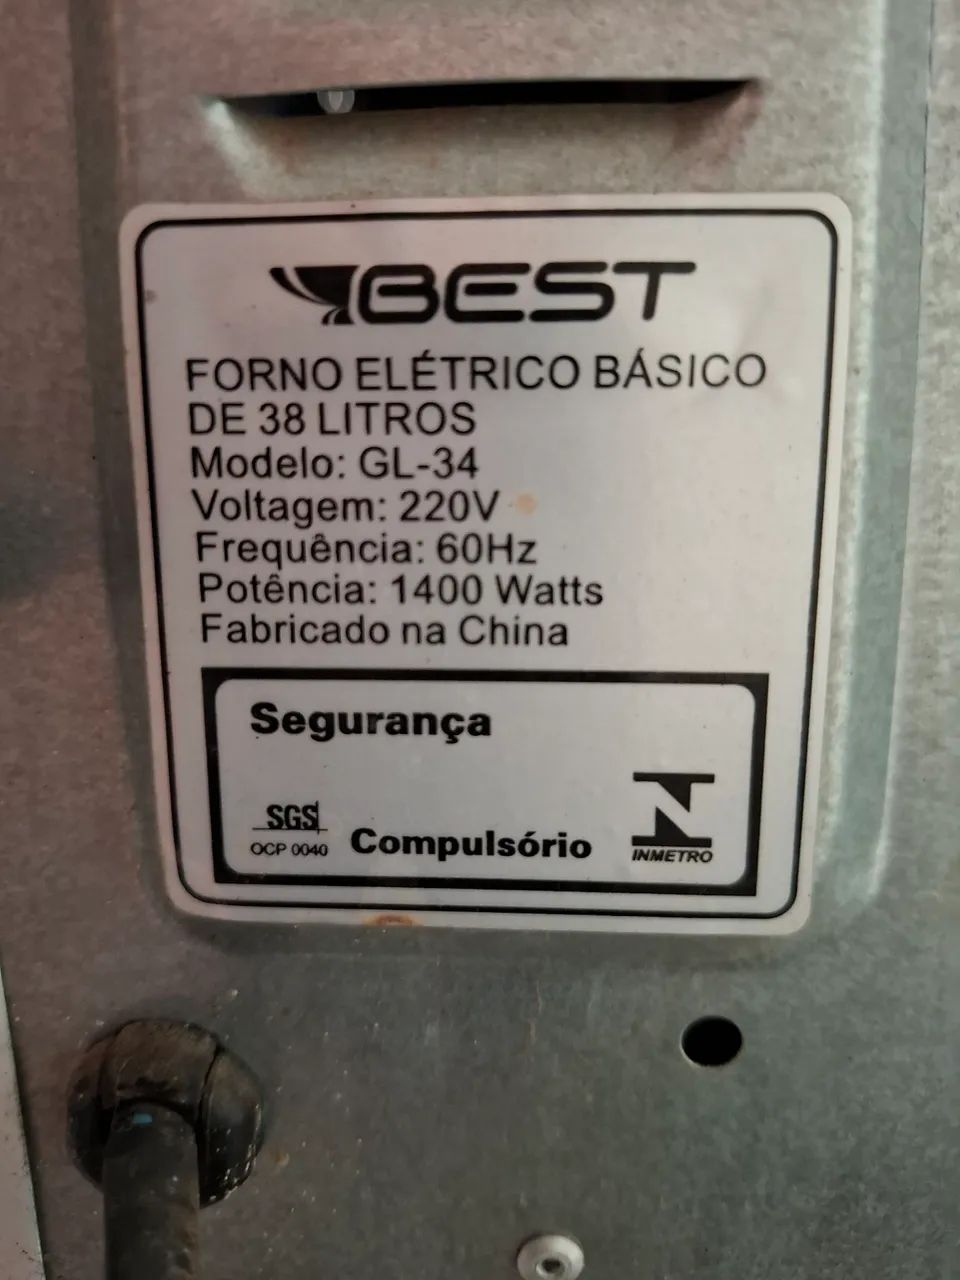 BEST
FORNO ELÉTRICO BÁSICO
DE 38 LITROS
Modelo: GL-34
Voltagem: 220V
Frequência: 60Hz
Potência: 1400 Watts
Fabricado na China
Segurança
SGS
OCP 0040
Compulsório
INMETRO